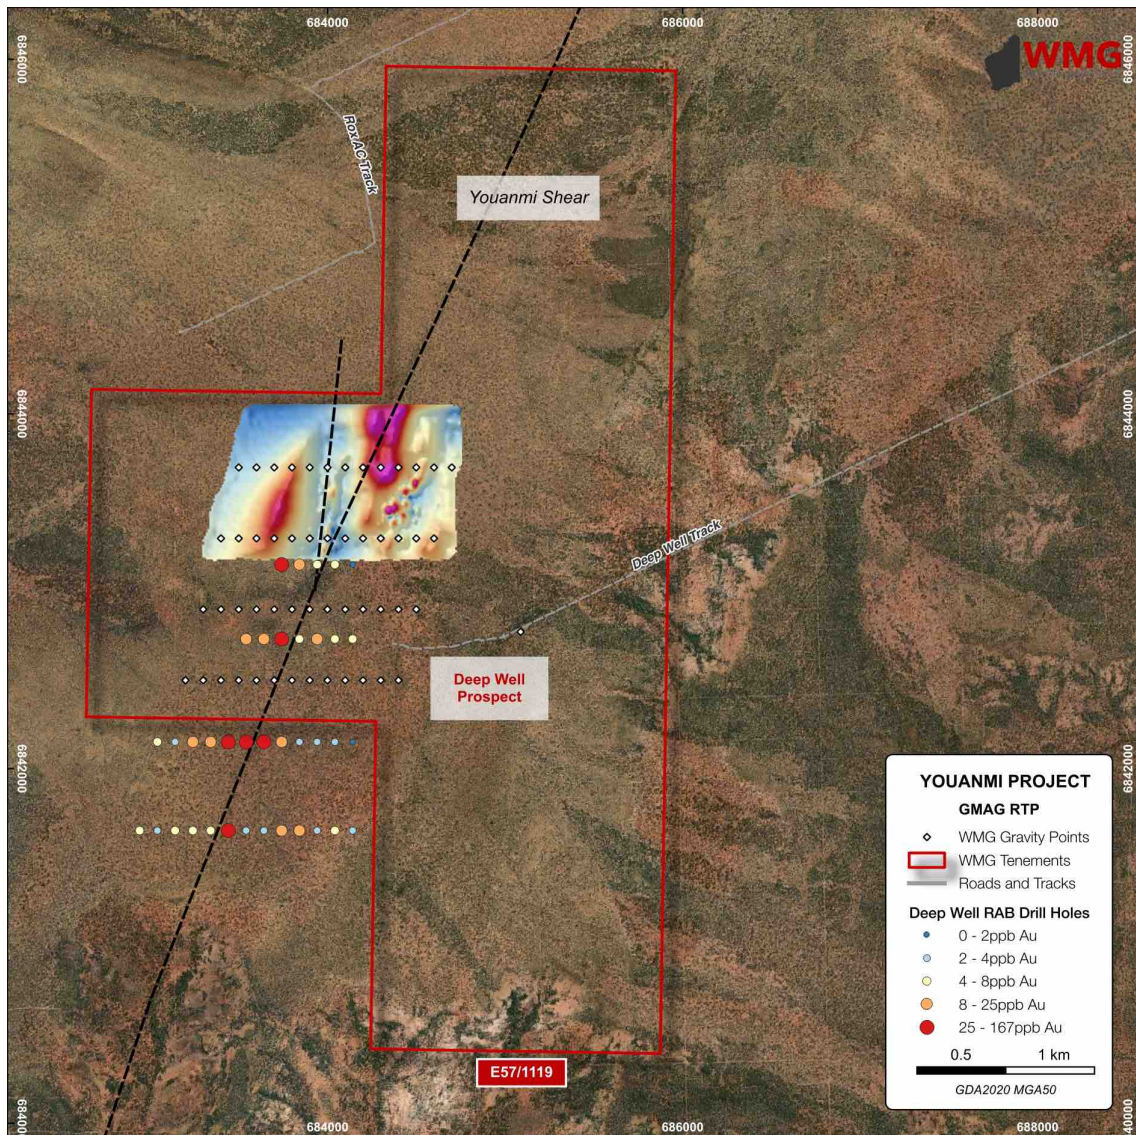 684000
686000
688000
6846000
6846000
WMG
Rox AC Track
Youanmi Shear
6844000
6844000
Deep Well Track
Deep Well
Prospect
6842000
6842000
YOUANMI PROJECT
GMAG RTP
WMG Gravity Points
WMG Tenements
Roads and Tracks
Deep Well RAB Drill Holes
0 - 2ppb Au
2 - 4ppb Au
4 - 8ppb Au
8 - 25ppb Au
25 - 167ppb Au
0.5
1 km
GDA2020 MGA50
E57/1119
684000
686000
688000